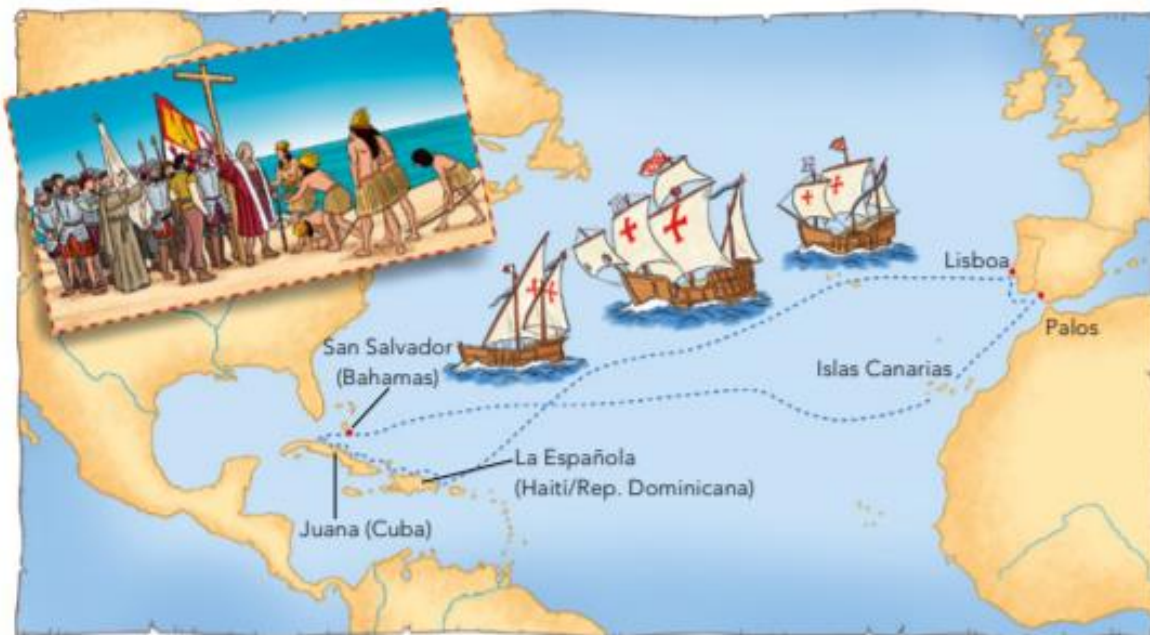 Lisboa
Palos
San Salvador
(Bahamas)
Islas Canarias
La Española
(Haití/Rep. Dominicana)
Juana (Cuba)